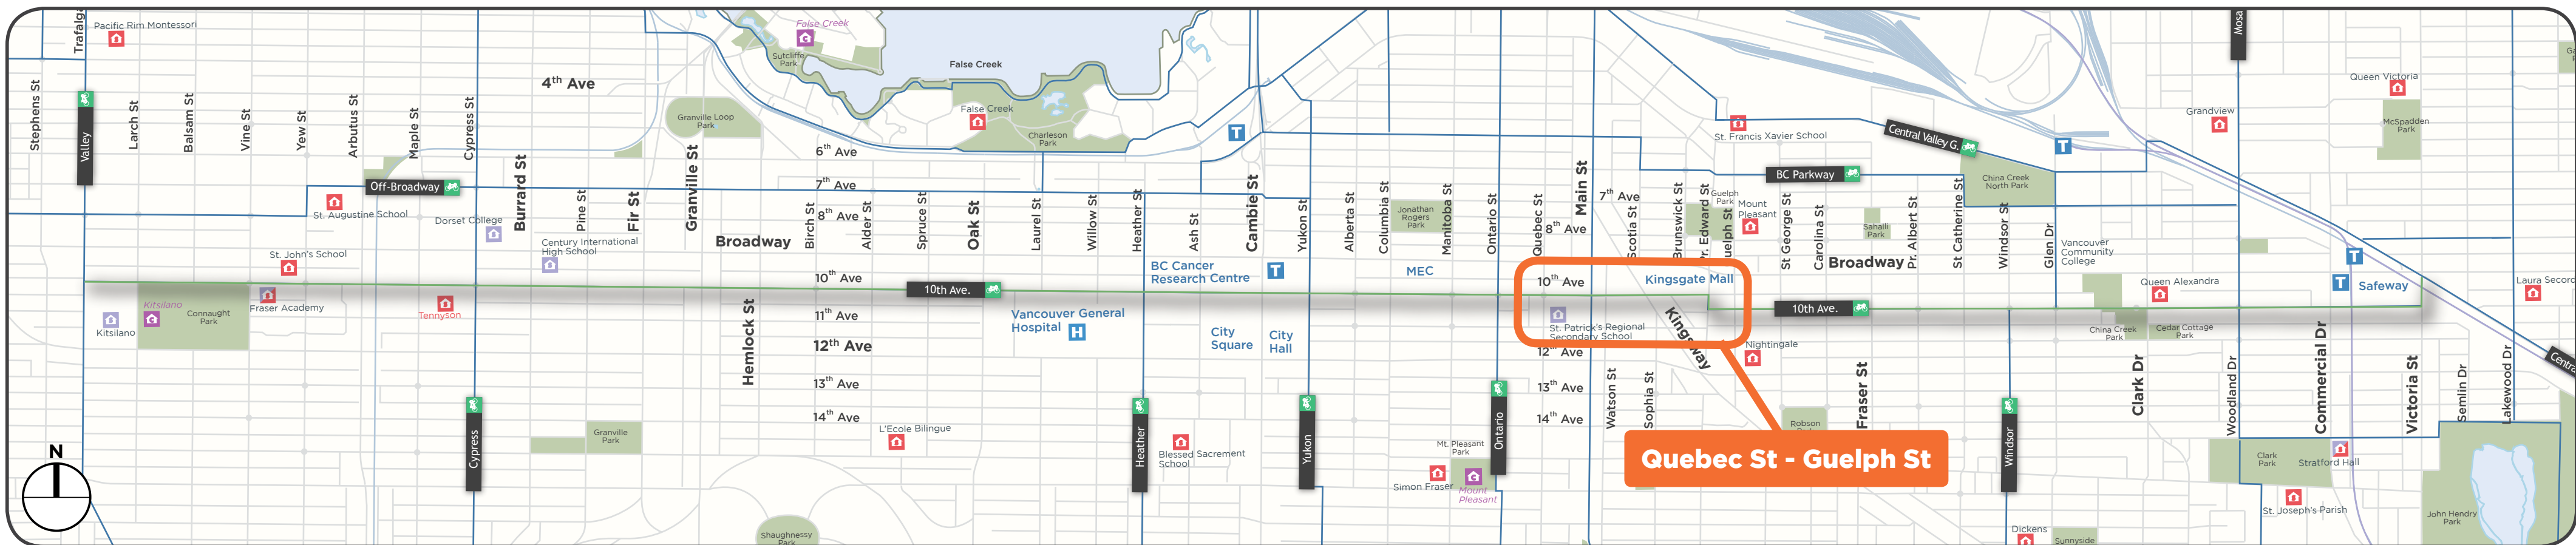 Pacific Rim Montessori
False Creek
Sutcliffe
Park
False Creek
4th Ave
Granville Loop
Park
False Creek
Charleson
Park
Stephens St
Valley
Larch St
Balsam St
Vine St
Yew St
Arbutus St
Maple St
Cypress St
Burrard St
Pine St
Fir St
Granville St
6th Ave
7th Ave
8th Ave
Off-Broadway
St. Augustine School
Dorset College
Century International
High School
St. John's School
Broadway
Birch St
Alder St
Spruce St
Oak St
Laurel St
Willow St
Heather St
Ash St
Cambie St
Yukon St
Alberta St
Columbia St
Manitoba St
Ontario St
Quebec St
Main St
7th Ave
8th Ave
Scotia St
Brunswick St
Pr. Edward St
Jonathan
Rogers
Park
Guelph
Park
Mount
Pleasant
St George St
Carolina St
Sahalli
Park
Broadway
Pr. Albert St
St Catherine St
Windsor St
Glen Dr
St. Francis Xavier School
Central Valley G.
BC Parkway
China Creek
North Park
Queen Victoria
Grandview
McSpadden
Park
Vancouver
Community
College
Queen Alexandra
Safeway
Kitsilano
Kitsilano
Connaught
Park
Fraser Academy
Tennyson
10th Ave
10th Ave.
11th Ave
12th Ave
13th Ave
14th Ave
Hemlock St
BC Cancer
Research Centre
Vancouver General
Hospital
City
Square
City
Hall
MEC
10th Ave
Kingsgate Mall
St. Patrick's Regional
Secondary School
Kingsway
12th Ave
13th Ave
14th Ave
Watson St
Sophia St
10th Ave.
Nightingale
Fraser St
China Creek
Park
Cedar Cottage
Park
Clark Dr
Woodland Dr
Commercial Dr
Victoria St
Semlin Dr
Lakewood Dr
N
Cypress
Granville
Park
L'Ecole Bilingue
Shaughnessy
Park
Heather
Blessed Sacrement
School
Yukon
Mt. Pleasant
Park
Simon Fraser
Mount
Pleasant
Ontario
Robson
Quebec St - Guelph St
Windsor
Dickens
Sunnyside
Clark
Park
Stratford Hall
St. Joseph's Parish
John Hendry
Park